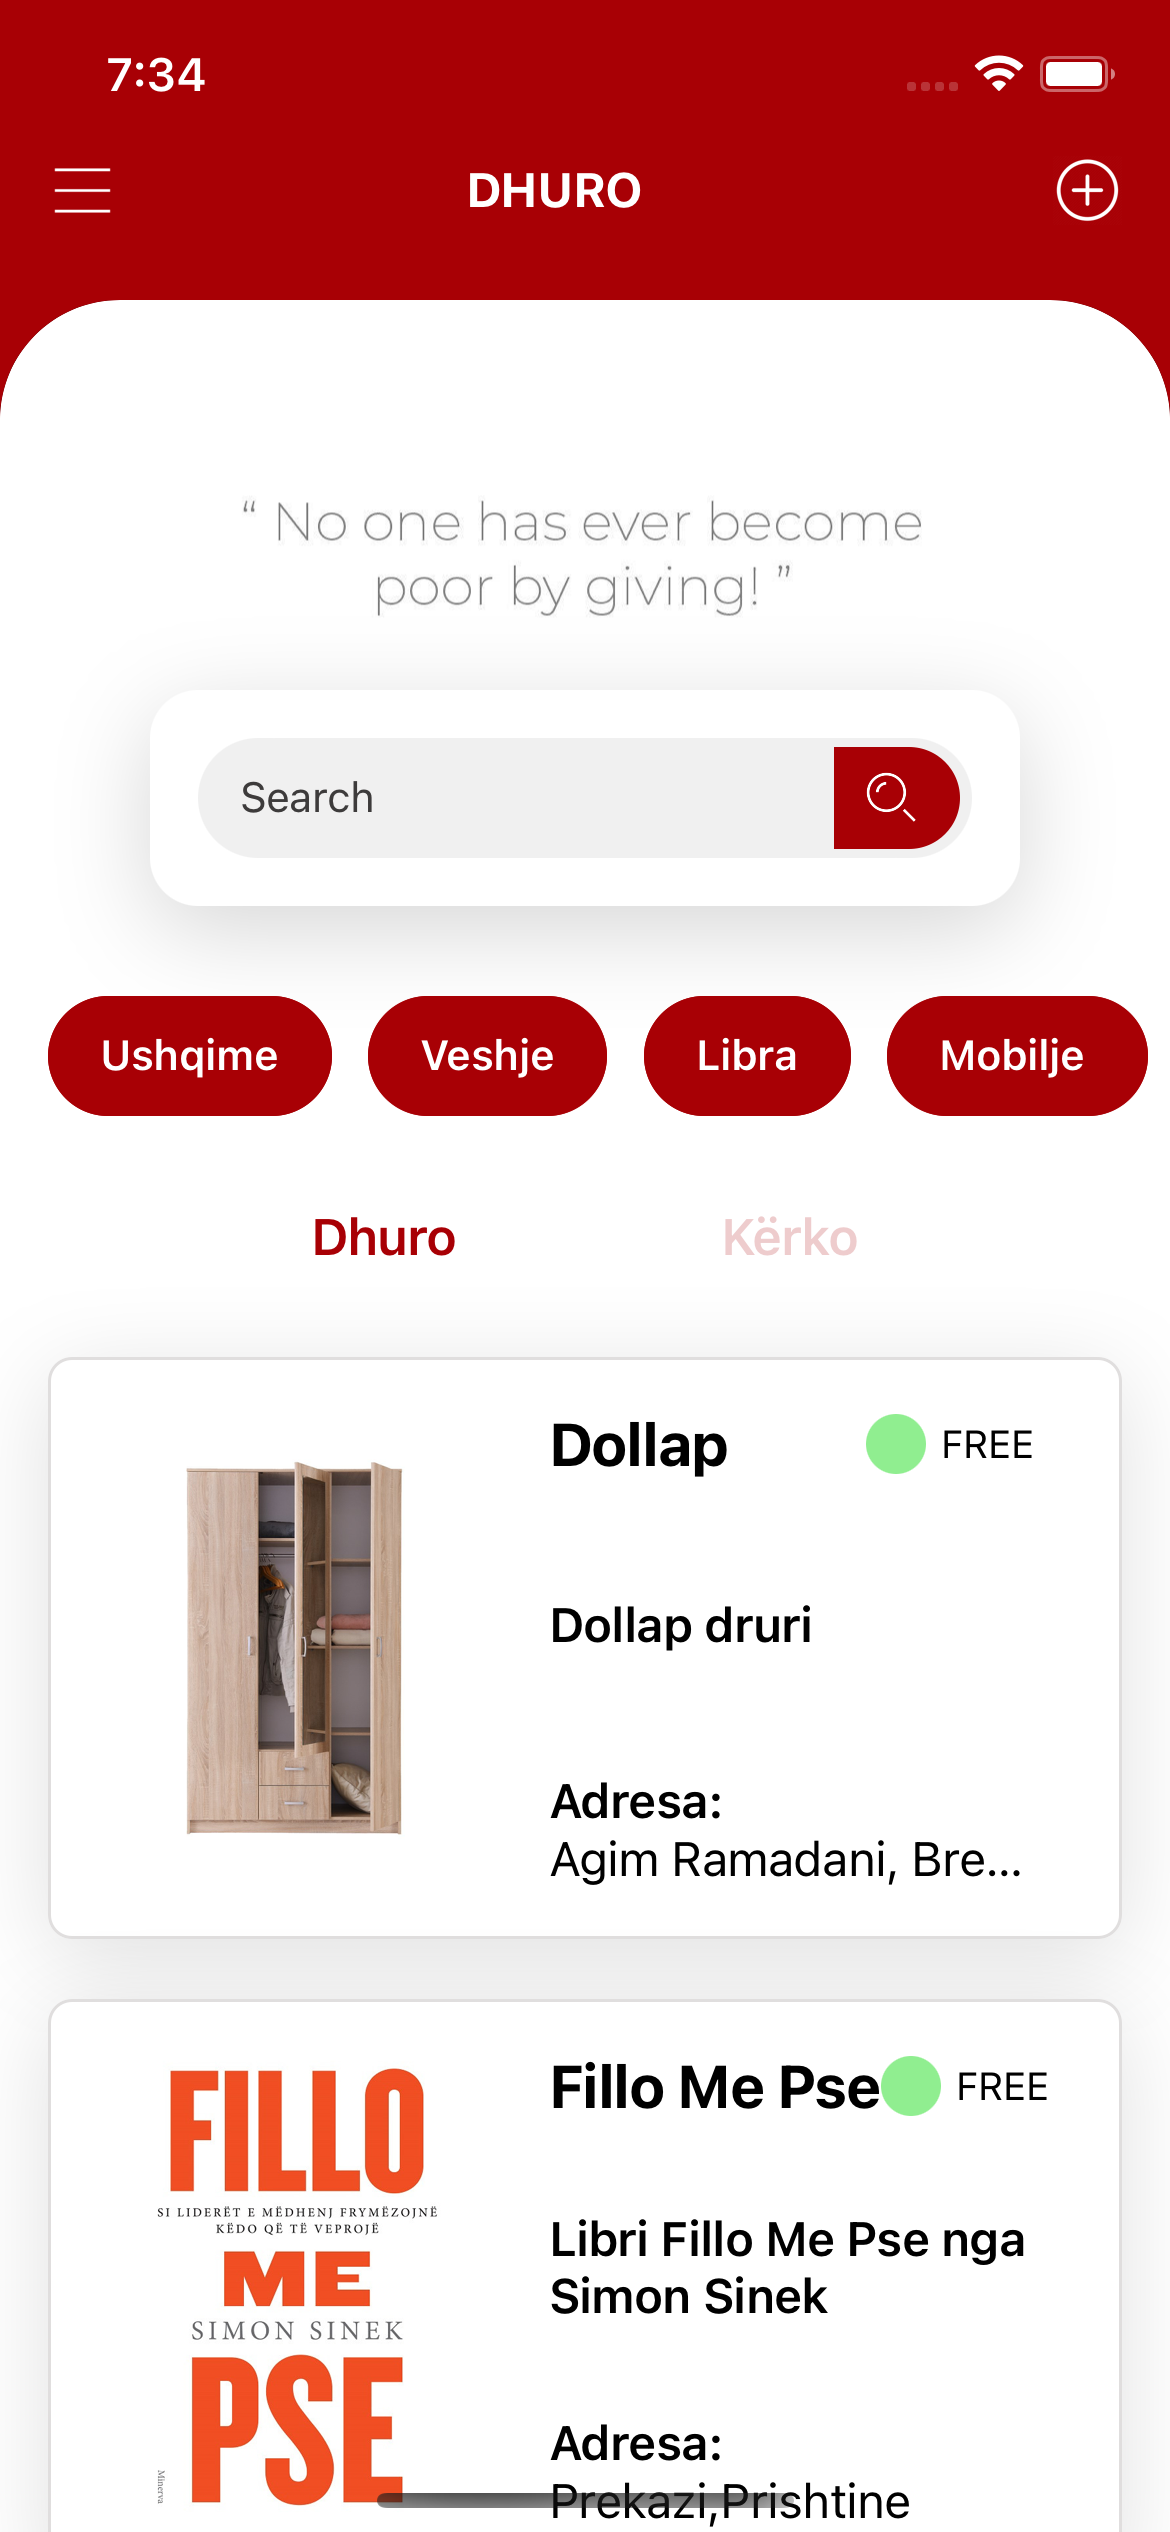 7:34
DHURO
“ No one has ever become
poor by giving! ”
Search
Ushqime
Veshje
Libra
Mobilje
Dhuro
Kërko
Dollap
FREE
Dollap druri
Adresa:
Agim Ramadani, Bre...
FILLO
SI LIDERËT E MËDHENJ FRYMËZOJNË
KËDO QË TË VEPROJË
ME
SIMON SINEK
PSE
Minerva
Fillo Me Pse
FREE
Libri Fillo Me Pse nga
Simon Sinek
Adresa:
Prekazi,Prishtine